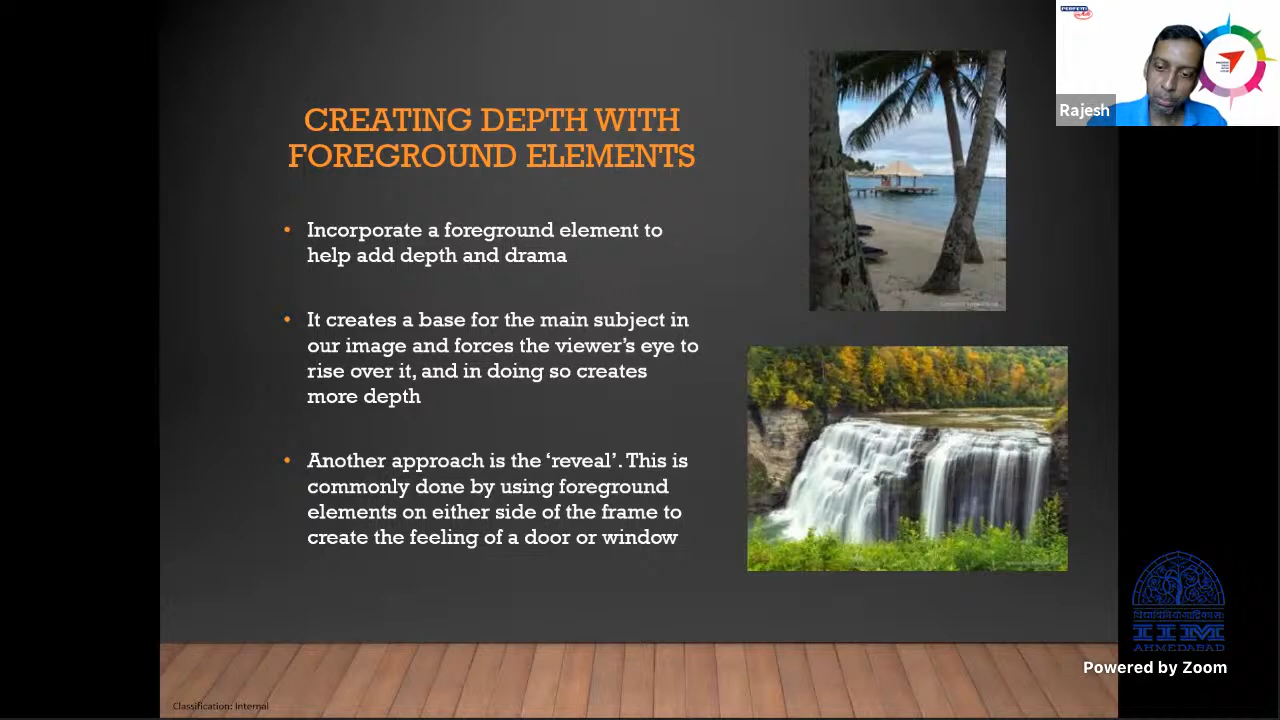 PERFETTI
Rajesh
CREATING DEPTH WITH
FOREGROUND ELEMENTS
• Incorporate a foreground element to
help add depth and drama
• It creates a base for the main subject in
our image and forces the viewer’s eye to
rise over it, and in doing so creates
more depth
• Another approach is the ‘reveal’. This is
commonly done by using foreground
elements on either side of the frame to
create the feeling of a door or window
IIM
AHMEDABAD
Powered by Zoom
Classification: Internal